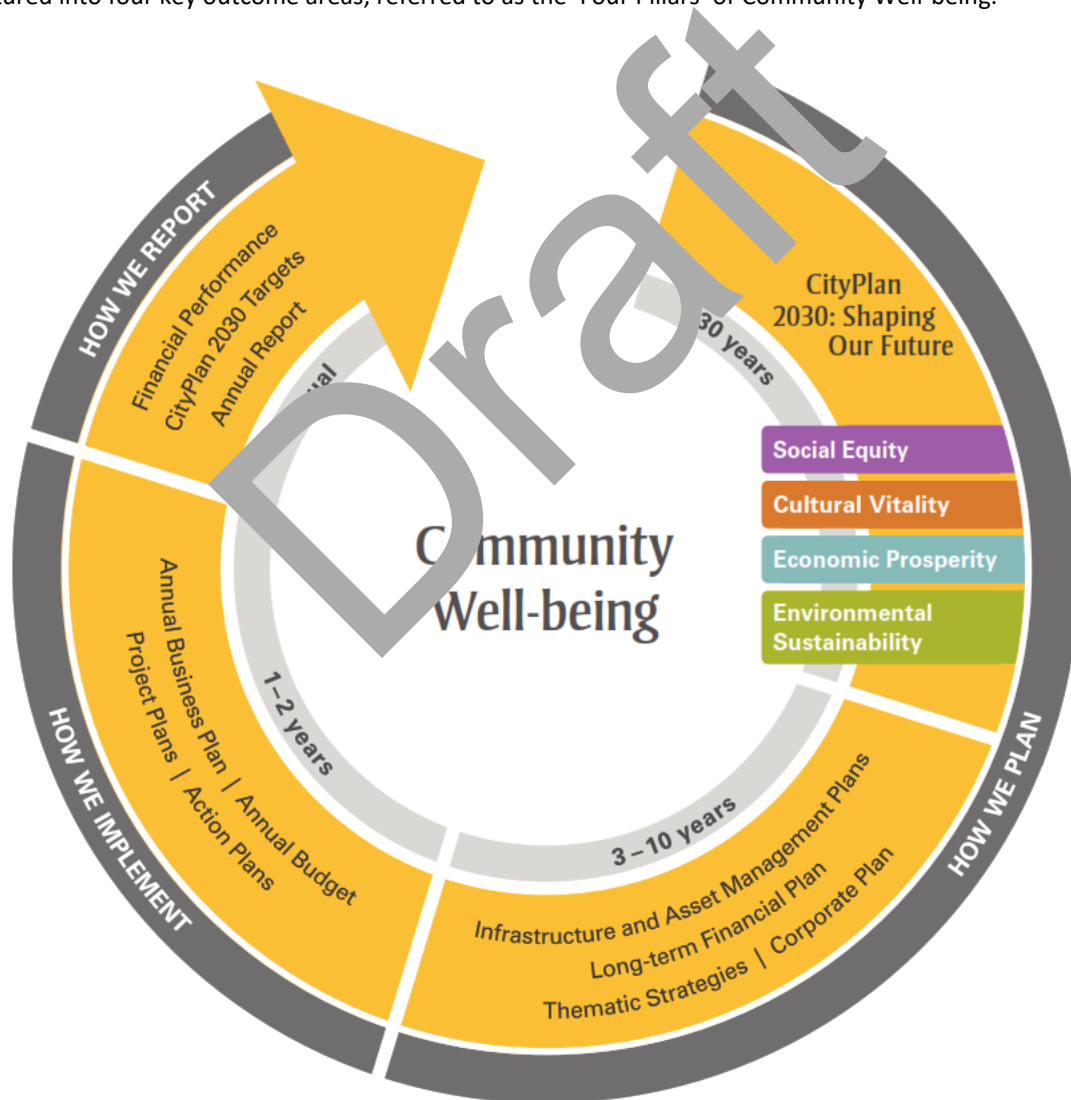 tured into four key outcome areas, referred to as the 'Four Pillars' of Community Well-being.
Draft
HOW WE REPORT
Financial Performance
CityPlan 2030 Targets
Annual Report
CityPlan
2030: Shaping
Our Future
30 years
Social Equity
Cultural Vitality
Economic Prosperity
Environmental
Sustainability
Community
Well-being
HOW WE PLAN
3 – 10 years
Infrastructure and Asset Management Plans
Long-term Financial Plan
Thematic Strategies | Corporate Plan
HOW WE IMPLEMENT
1–2 years
Annual Business Plan | Annual Budget
Project Plans | Action Plans